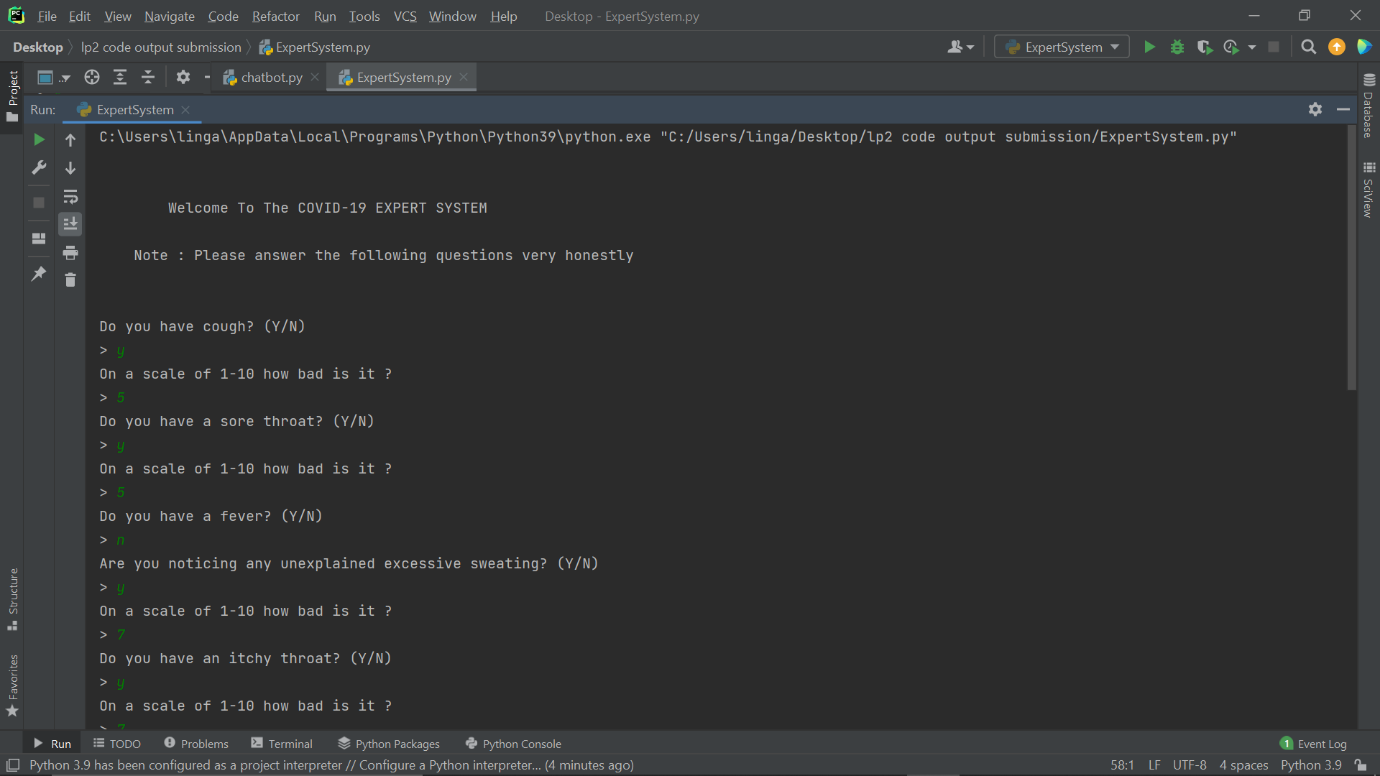 PC File Edit View Navigate Code Refactor Run Tools VCS Window Help Desktop - ExpertSystem.py
Desktop lp2 code output submission ExpertSystem.py ExpertSystem
Project .. chatbot.py ExpertSystem.py Database
Run: ExpertSystem
C:\Users\linga\AppData\Local\Programs\Python\Python39\python.exe "C:/Users/linga/Desktop/lp2 code output submission/ExpertSystem.py"
SciView
Welcome To The COVID-19 EXPERT SYSTEM
Note : Please answer the following questions very honestly
Do you have cough? (Y/N)
> y
On a scale of 1-10 how bad is it ?
> 5
Do you have a sore throat? (Y/N)
> y
On a scale of 1-10 how bad is it ?
> 5
Do you have a fever? (Y/N)
> n
Are you noticing any unexplained excessive sweating? (Y/N)
> y
On a scale of 1-10 how bad is it ?
> 7
Do you have an itchy throat? (Y/N)
> y
On a scale of 1-10 how bad is it ?
> 7
Structure
Favorites
Run TODO Problems Terminal Python Packages Python Console 1 Event Log
Python 3.9 has been configured as a project interpreter // Configure a Python interpreter... (4 minutes ago) 58:1 LF UTF-8 4 spaces Python 3.9